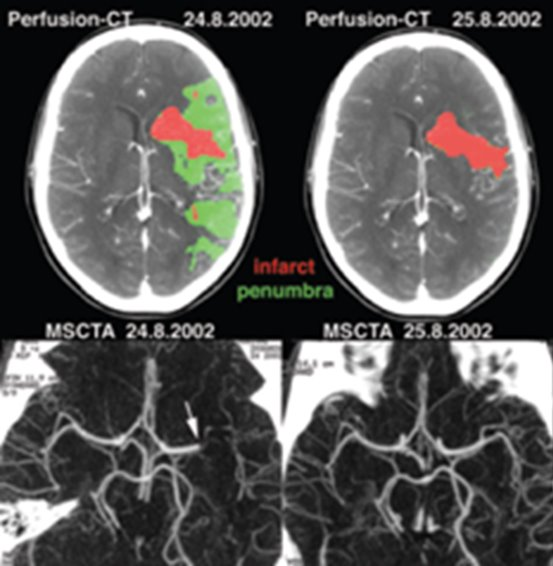 Perfusion-CT 24.8.2002
Perfusion-CT 25.8.2002
infarct
penumbra
MSCTA 24.8.2002
MSCTA 25.8.2002